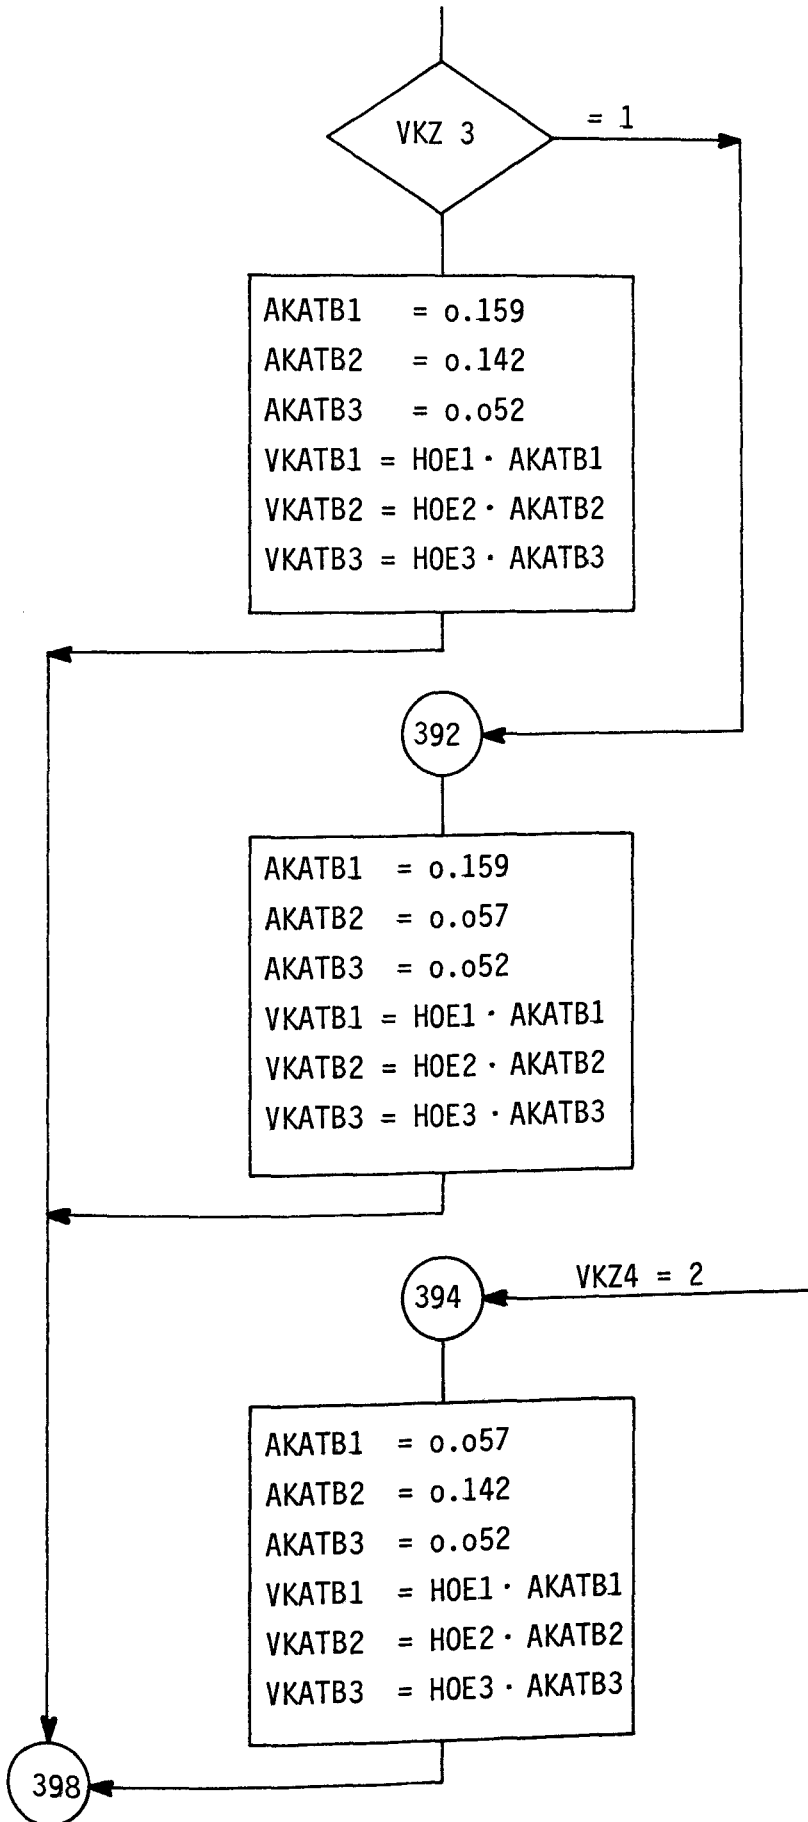 VKZ 3
= 1
AKATB1 = o.159
AKATB2 = o.142
AKATB3 = o.o52
VKATB1 = HOE1 · AKATB1
VKATB2 = HOE2 · AKATB2
VKATB3 = HOE3 · AKATB3
392
AKATB1 = o.159
AKATB2 = o.o57
AKATB3 = o.o52
VKATB1 = HOE1 · AKATB1
VKATB2 = HOE2 · AKATB2
VKATB3 = HOE3 · AKATB3
394
VKZ4 = 2
AKATB1 = o.o57
AKATB2 = o.142
AKATB3 = o.o52
VKATB1 = HOE1 · AKATB1
VKATB2 = HOE2 · AKATB2
VKATB3 = HOE3 · AKATB3
398